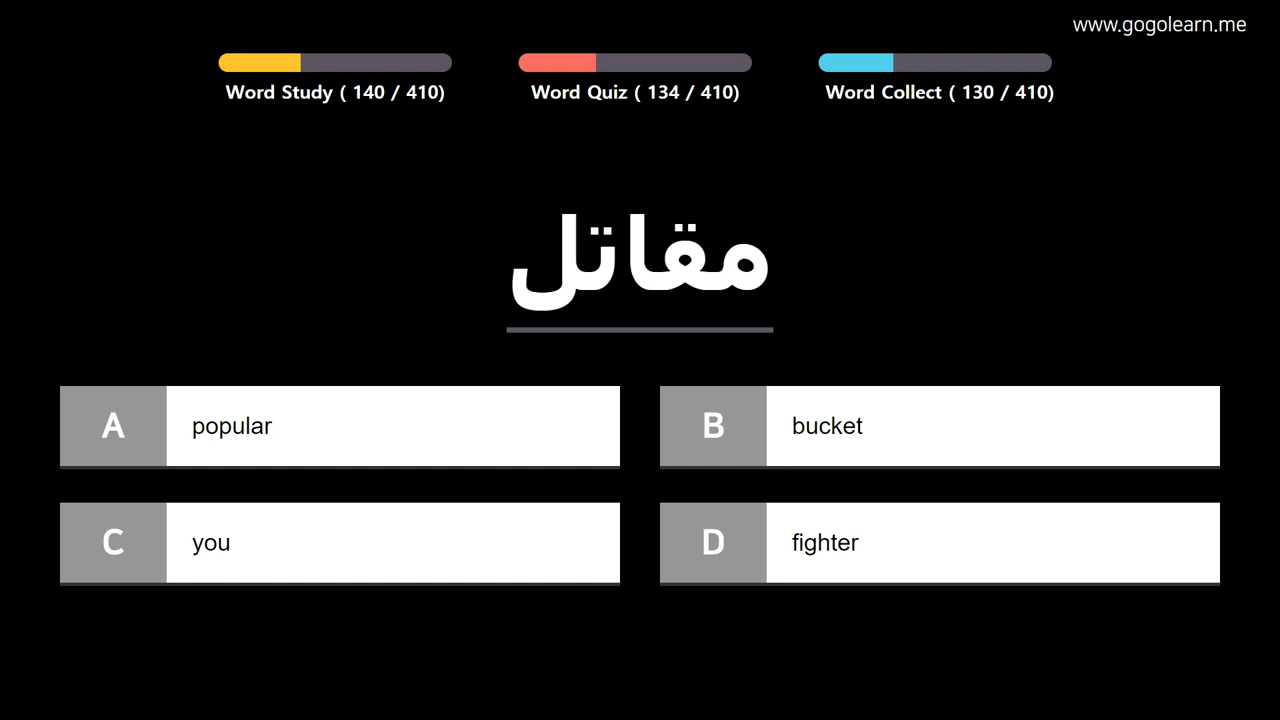 www.gogolearn.me
Word Study ( 140 / 410)
Word Quiz ( 134 / 410)
Word Collect ( 130 / 410)
مقاتل
A popular
B bucket
C you
D fighter